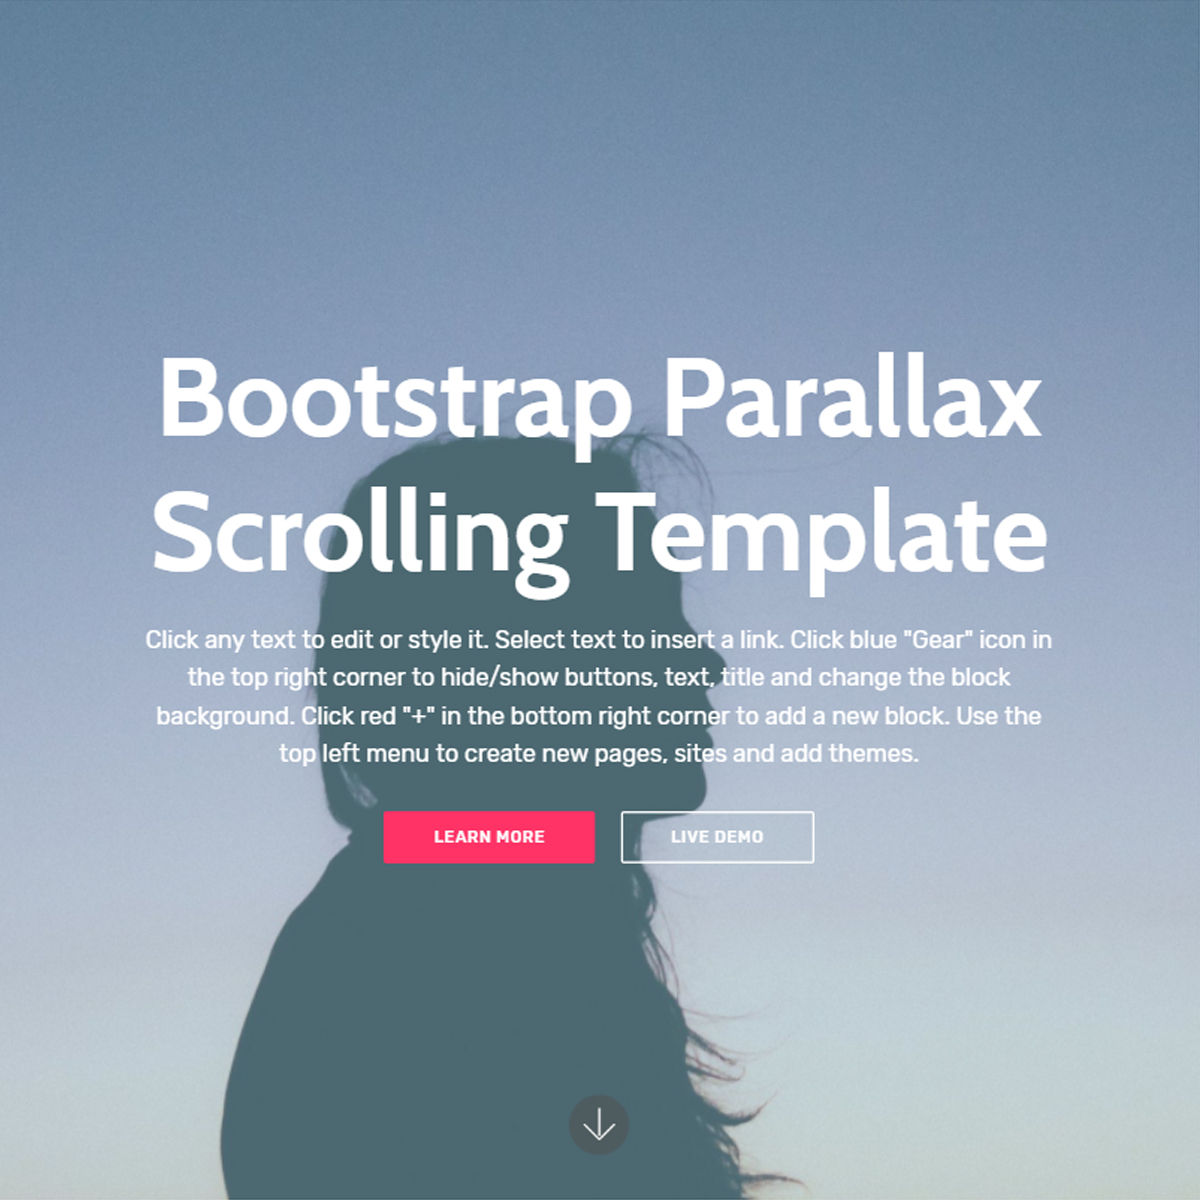 Bootstrap Parallax
Scrolling Template
Click any text to edit or style it. Select text to insert a link. Click blue "Gear" icon in
the top right corner to hide/show buttons, text, title and change the block
background. Click red "+" in the bottom right corner to add a new block. Use the
top left menu to create new pages, sites and add themes.
LEARN MORE
LIVE DEMO